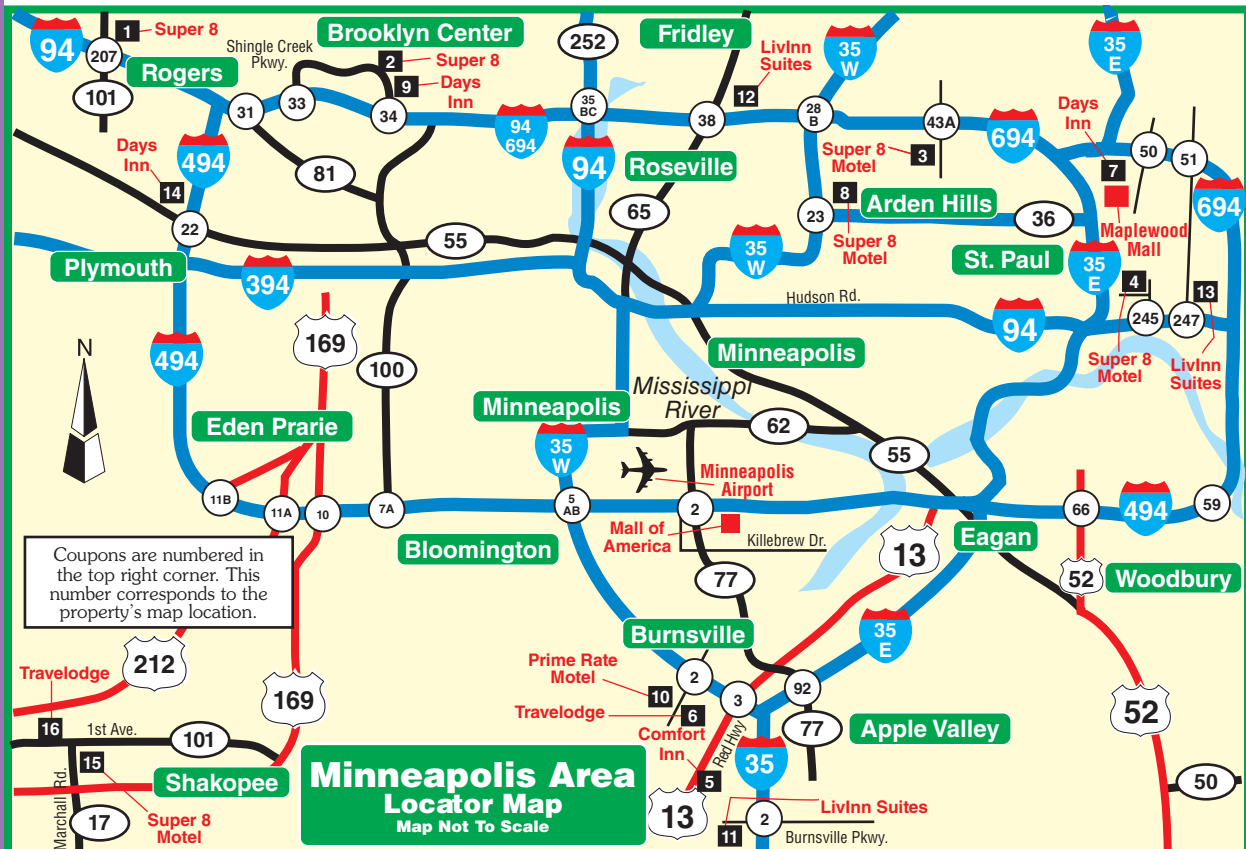 94
207
101
1
Super 8
Rogers
Shingle Creek
Pkwy.
Brooklyn Center
2
Super 8
9
Days
Inn
252
Fridley
LivInn
Suites
12
35
W
35
E
31
33
34
94
694
35
BC
38
28
B
43A
694
Days
Inn
7
50
51
Days
Inn
14
494
81
94
Roseville
Super 8
Motel
3
8
Arden Hills
694
22
65
23
36
Maplewood
Mall
55
Super 8
Motel
35
W
St. Paul
35
E
Plymouth
394
4
13
Hudson Rd.
94
245
247
169
N
494
100
Minneapolis
Super 8
Motel
LivInn
Suites
Mississippi
River
Minneapolis
Eden Prarie
35
W
62
55
Minneapolis
Airport
11B
11A
10
7A
5
AB
2
66
494
59
Mall of
America
Killebrew Dr.
Bloomington
13
Eagan
Coupons are numbered in
the top right corner. This
number corresponds to the
property's map location.
77
52
Woodbury
Burnsville
35
E
212
Travelodge
169
Prime Rate
Motel
10
2
92
3
52
16
1st Ave.
101
Travelodge
6
Comfort
Inn
Red Hwy
77
Apple Valley
15
Shakopee
35
5
Minneapolis Area
Locator Map
Map Not To Scale
13
50
Marchall Rd.
17
Super 8
Motel
LivInn Suites
11
2
Burnsville Pkwy.